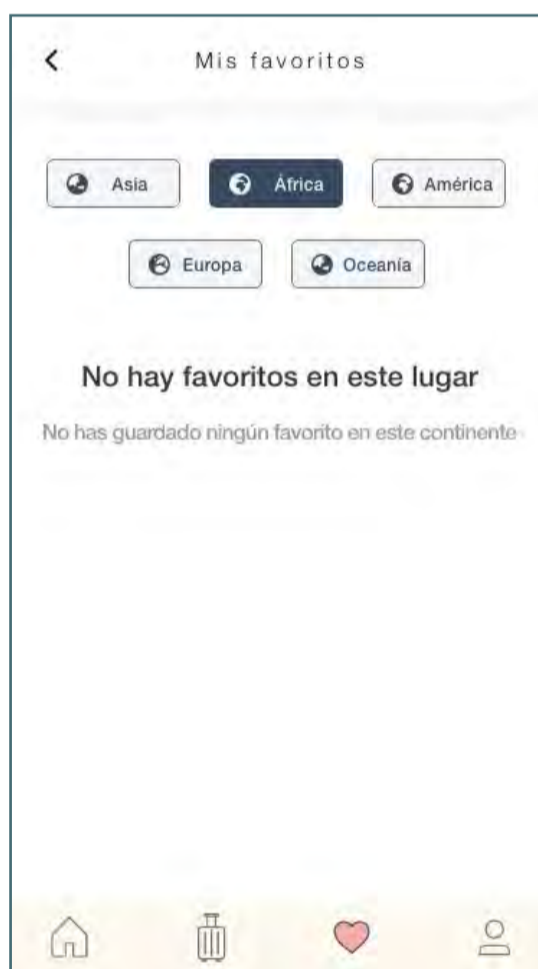 Mis favoritos
Asia África América
Europa Oceanía
No hay favoritos en este lugar
No has guardado ningún favorito en este continente